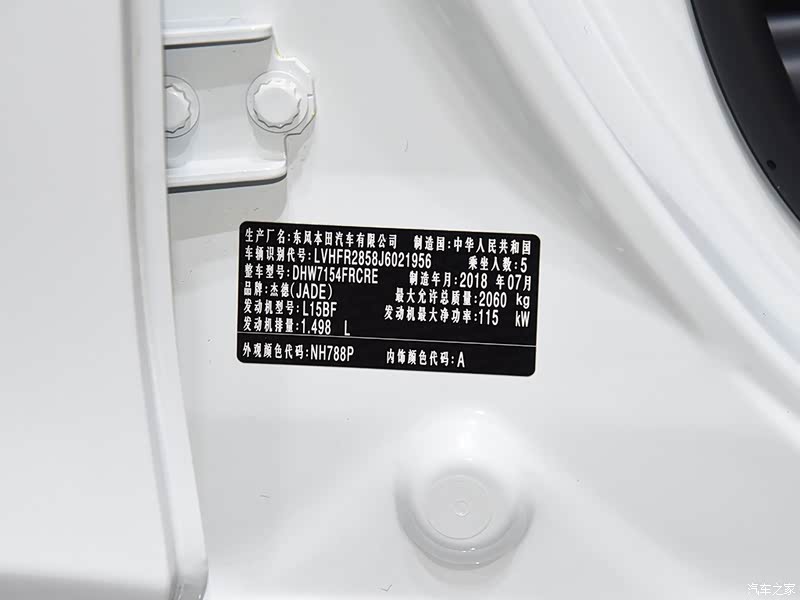 生产厂名:东风本田汽车有限公司 制造国:中华人民共和国
车辆识别代号:LVHFR2858J6021956 乘坐人数:5
整车型号:DHW7154FRCRE 制造年月:2018 年07月
品牌:杰德(JADE) 最大允许总质量:2060 kg
发动机型号:L15BF 发动机最大净功率:115 kW
发动机排量:1.498 L
外观颜色代码:NH788P 内饰颜色代码:A
汽车之家